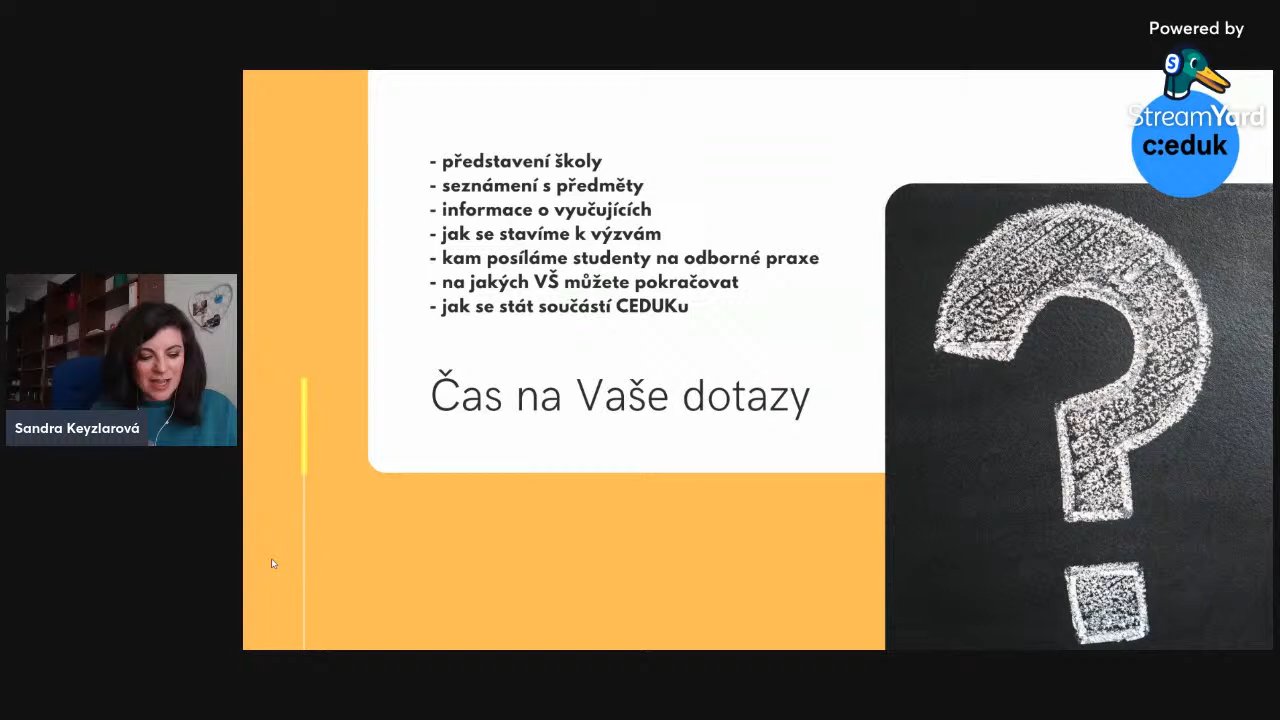 Powered by
S
StreamYard
c:eduk
- představení školy
- seznámení s předměty
- informace o vyučujících
- jak se stavíme k výzvám
- kam posíláme studenty na odborné praxe
- na jakých VŠ můžete pokračovat
- jak se stát součástí CEDUKu
Čas na Vaše dotazy
Sandra Keyzlarová